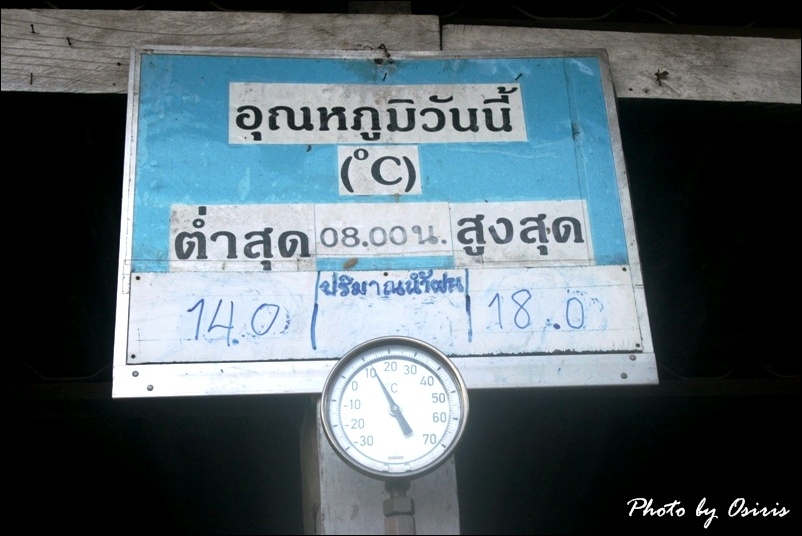 อุณหภูมิวันนี้
(°C)
ต่ำสุด 08.00 น. สูงสุด
14.0 ปริมาณน้ำฝน 18.0
-30 -20 -10 0 10 20 30 40 50 60 70
°C
Photo by Osiris